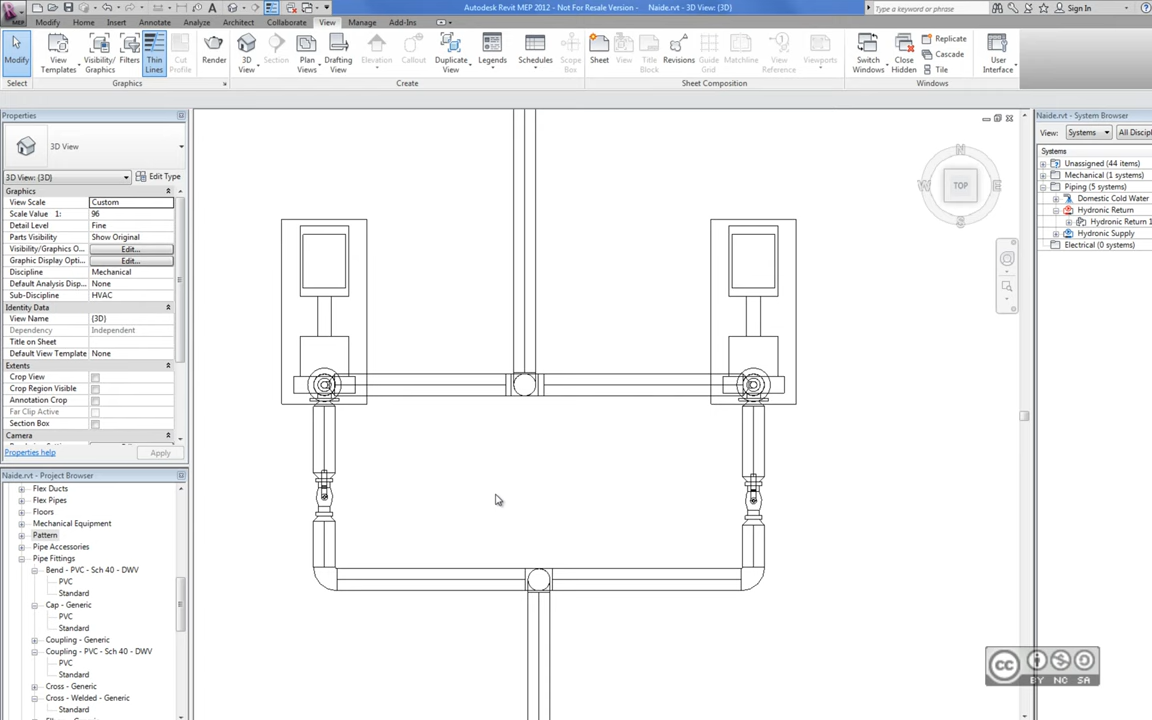 Autodesk Revit MEP 2012 - Not For Resale Version - Naide.rvt - 3D View: {3D}
Type a keyword or phrase
Sign In
MEP
Modify Home Insert Annotate Analyze Architect Collaborate View Manage Add-Ins
Modify
View Templates
Visibility/ Graphics
Filters
Thin Lines
Cut Profile
Render
3D View
Section
Plan Views
Drafting View
Elevation
Callout
Duplicate View
Legends
Schedules
Scope Box
Sheet
Title Block
Revisions
Guide Grid
Matchline
View Reference
Viewports
Switch Windows
Close Hidden
Replicate
Cascade
Tile
User Interface
Select
Graphics
Create
Sheet Composition
Windows
Properties
3D View
3D View: {3D}
Edit Type
Graphics
View Scale Custom
Scale Value 1: 96
Detail Level Fine
Parts Visibility Show Original
Visibility/Graphics O... Edit...
Graphic Display Opti... Edit...
Discipline Mechanical
Default Analysis Disp... None
Sub-Discipline HVAC
Identity Data
View Name {3D}
Dependency Independent
Title on Sheet
Default View Template None
Extents
Crop View
Crop Region Visible
Annotation Crop
Far Clip Active
Section Box
Camera
Properties help
Apply
Naide.rvt - Project Browser
Flex Ducts
Flex Pipes
Floors
Mechanical Equipment
Pattern
Pipe Accessories
Pipe Fittings
Bend - PVC - Sch 40 - DWV
PVC
Standard
Cap - Generic
PVC
Standard
Coupling - Generic
Coupling - PVC - Sch 40 - DWV
PVC
Standard
Cross - Generic
Cross - Welded - Generic
Standard
N
W
TOP
E
S
Naide.rvt - System Browser
View: Systems All Discipl
Systems
Unassigned (44 items)
Mechanical (1 systems)
Piping (5 systems)
Domestic Cold Water
Hydronic Return
Hydronic Return 1
Hydronic Supply
Electrical (0 systems)
cc
BY NC SA